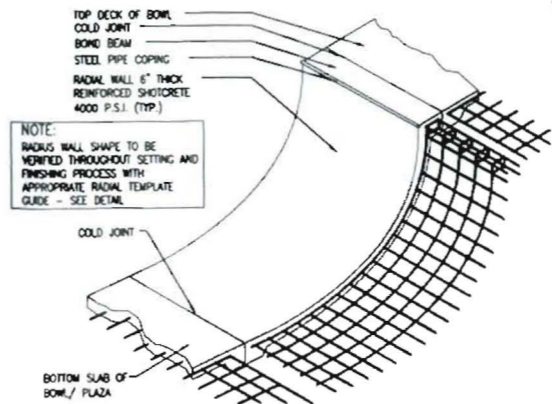 TOP DECK OF BOWL
COLD JOINT
BOND BEAM
STEEL PIPE COPING
RADIAL WALL 6" THICK
REINFORCED SHOTCRETE
4000 P.S.I. (TYP.)
NOTE:
RADIUS WALL SHAPE TO BE
VERIFIED THROUGHOUT SETTING AND
FINISHING PROCESS WITH
APPROPRIATE RADIAL TEMPLATE
GUIDE - SEE DETAIL
COLD JOINT
BOTTOM SLAB OF
BOWL/ PLAZA